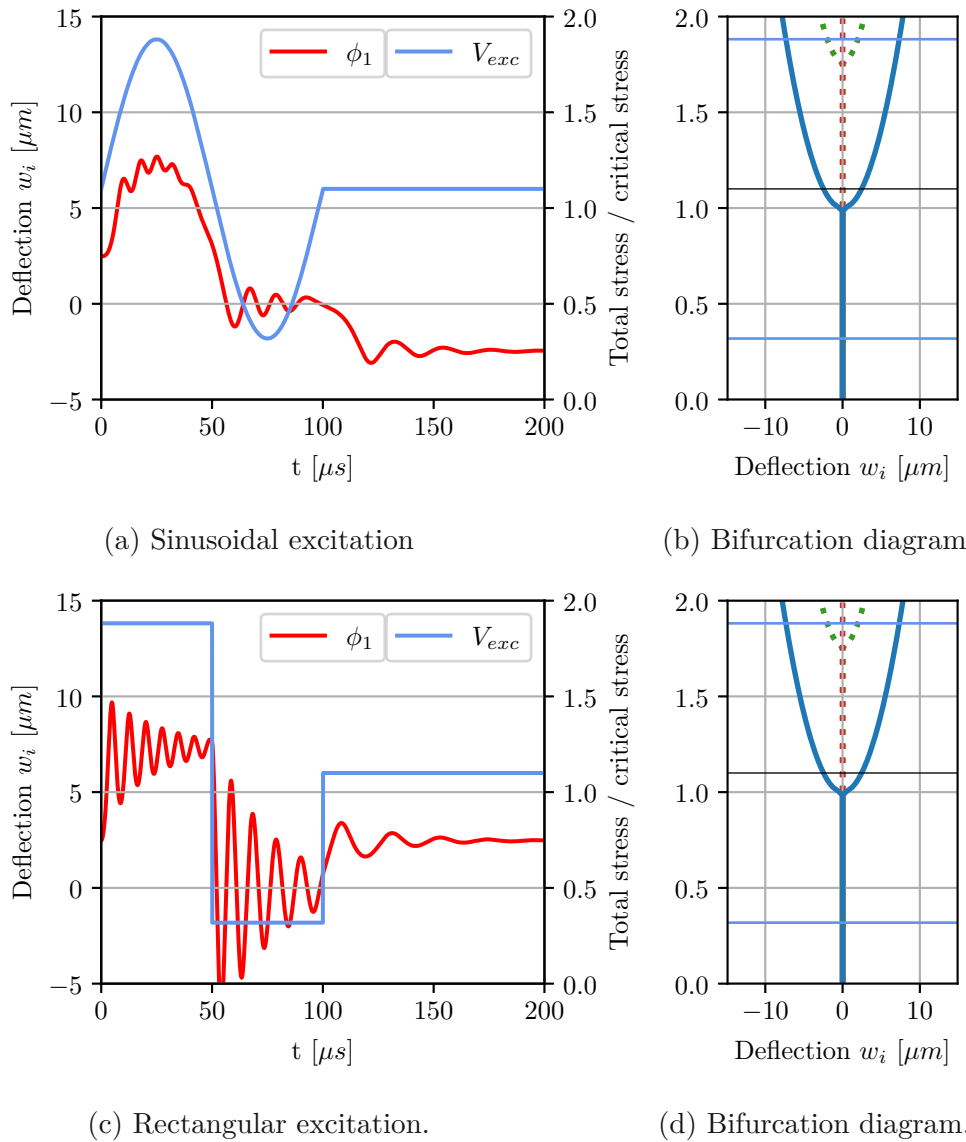 15
10
5
0
−5
Deflection w_i [μm]
ϕ_1
V_exc
2.0
1.5
1.0
0.5
0.0
Total stress / critical stress
0
50
100
150
200
t [μs]
2.0
1.5
1.0
0.5
0.0
−10
0
10
Deflection w_i [μm]
(a) Sinusoidal excitation
(b) Bifurcation diagram
15
10
5
0
−5
Deflection w_i [μm]
ϕ_1
V_exc
2.0
1.5
1.0
0.5
0.0
Total stress / critical stress
0
50
100
150
200
t [μs]
2.0
1.5
1.0
0.5
0.0
−10
0
10
Deflection w_i [μm]
(c) Rectangular excitation.
(d) Bifurcation diagram.